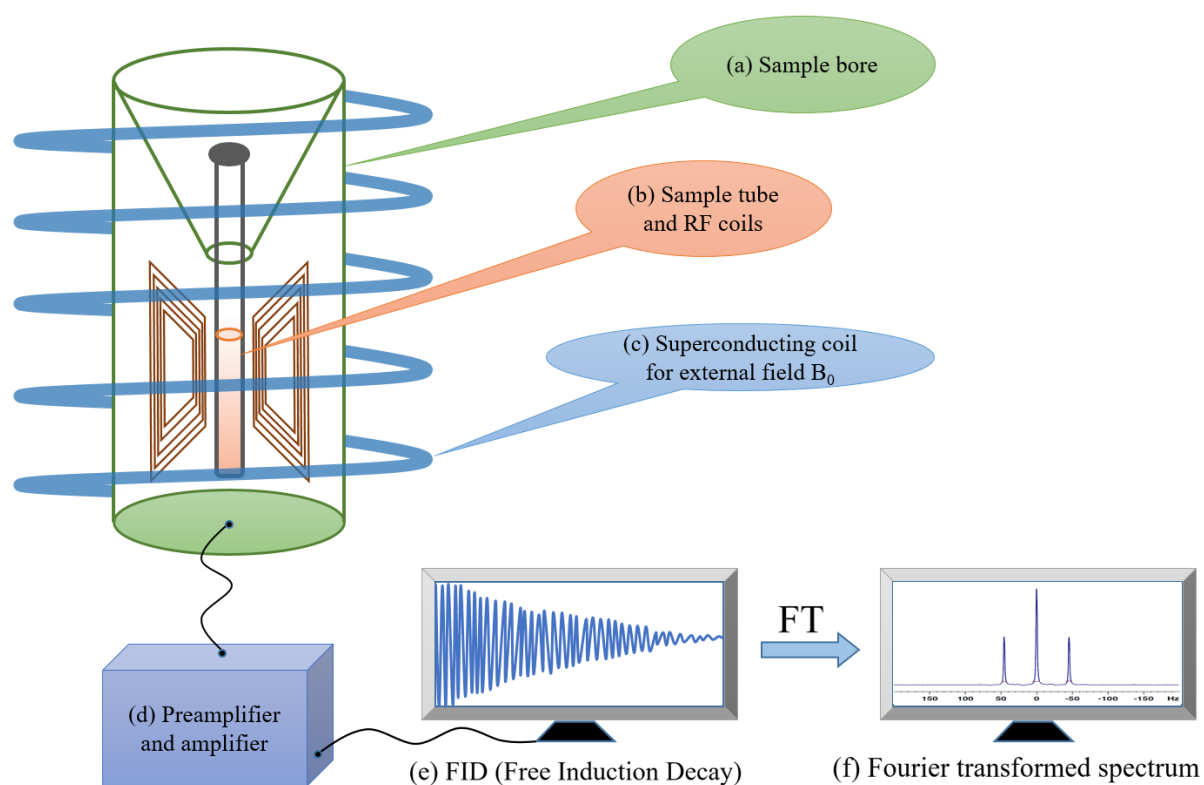 (a) Sample bore
(b) Sample tube
and RF coils
(c) Superconducting coil
for external field B₀
(d) Preamplifier
and amplifier
FT
150 100 50 0 -50 -100 -150 Hz
(e) FID (Free Induction Decay)
(f) Fourier transformed spectrum